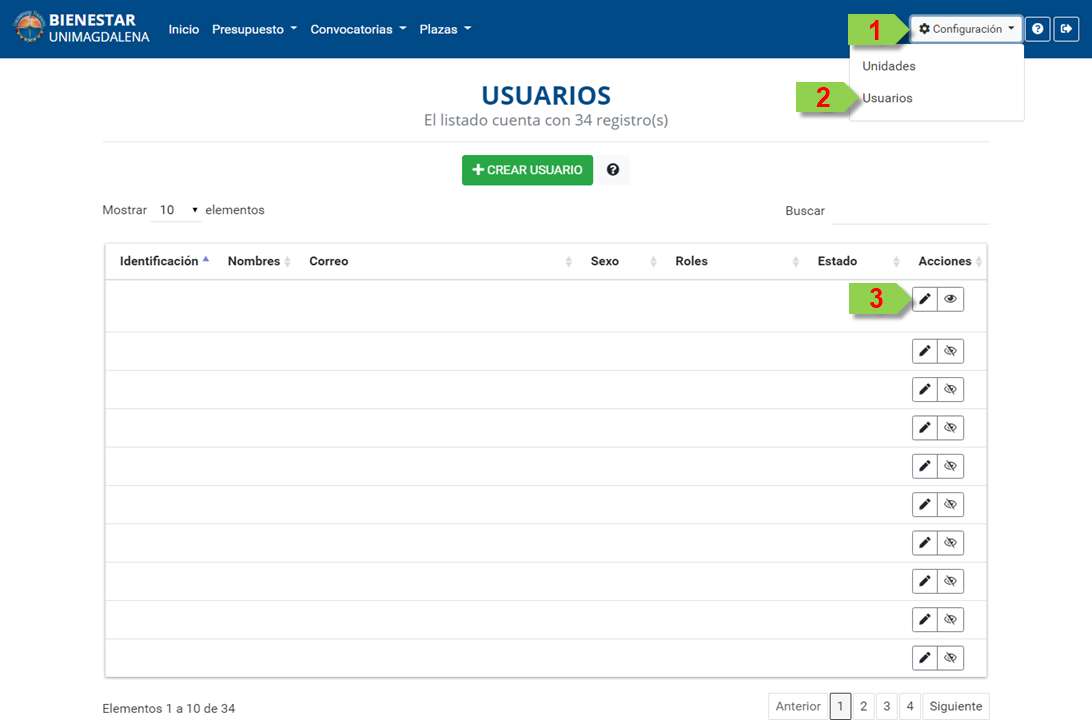 BIENESTAR
UNIMAGDALENA
Inicio Presupuesto Convocatorias Plazas
1 Configuración
Unidades
2 Usuarios
USUARIOS
El listado cuenta con 34 registro(s)
CREAR USUARIO
Mostrar 10 elementos
Buscar
Identificación Nombres Correo Sexo Roles Estado Acciones
3
Elementos 1 a 10 de 34
Anterior 1 2 3 4 Siguiente